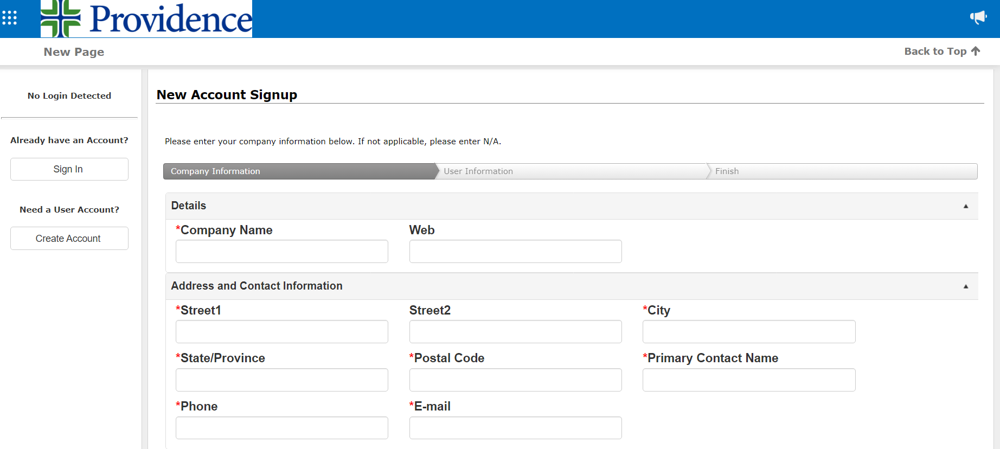 Providence
New Page
Back to Top
No Login Detected
Already have an Account?
Sign In
Need a User Account?
Create Account
New Account Signup
Please enter your company information below. If not applicable, please enter N/A.
Company Information User Information Finish
Details
*Company Name Web
Address and Contact Information
*Street1 Street2 *City
*State/Province *Postal Code *Primary Contact Name
*Phone *E-mail